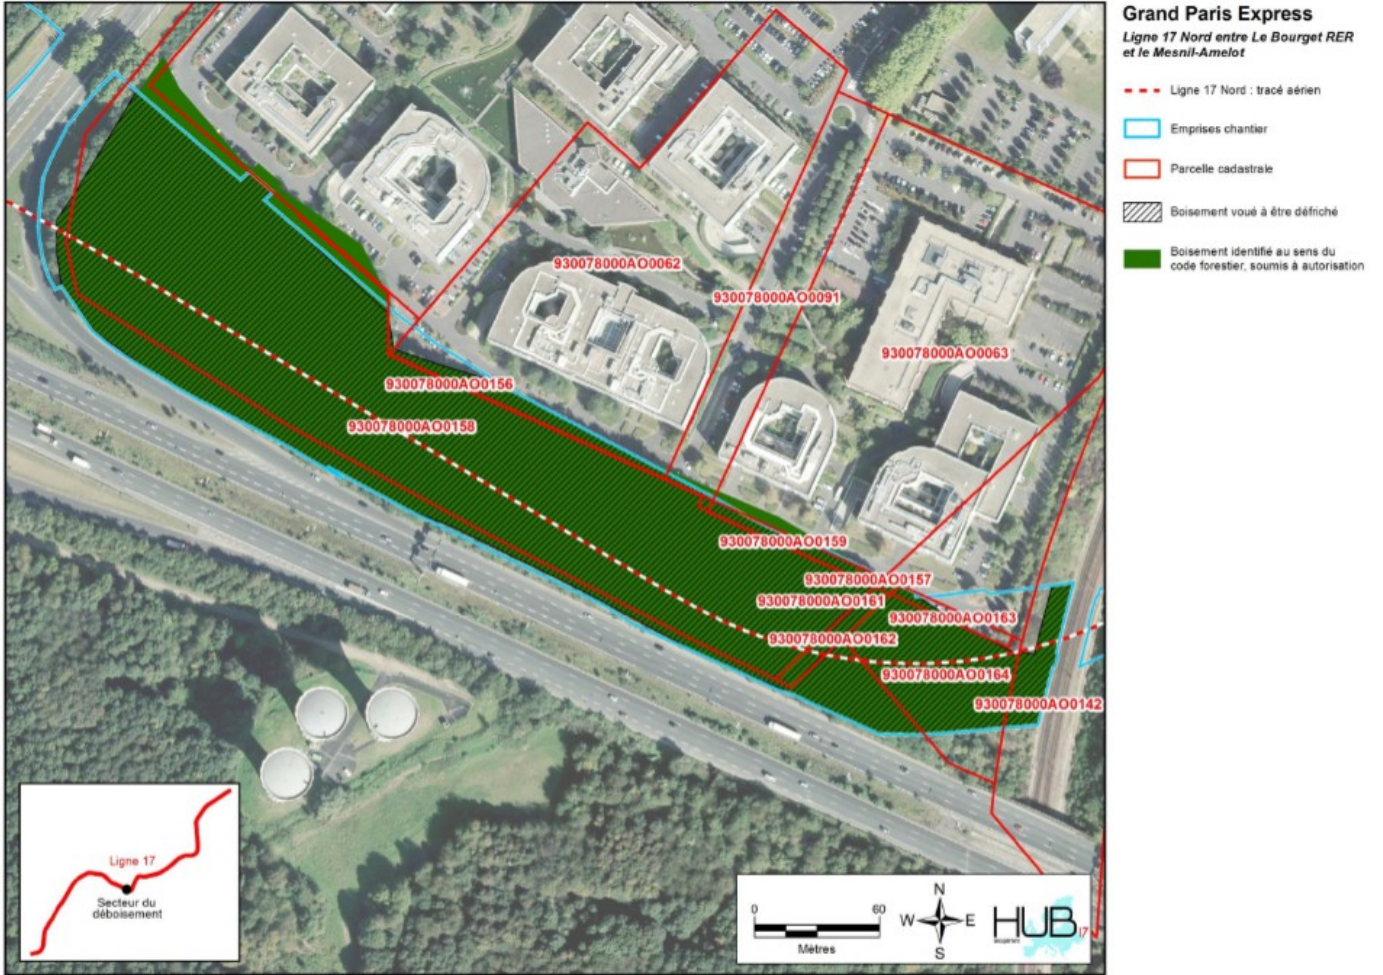 Grand Paris Express
Ligne 17 Nord entre Le Bourget RER
et le Mesnil-Amelot
Ligne 17 Nord : tracé aérien
Emprises chantier
Parcelle cadastrale
Boisement voué à être défriché
Boisement identifié au sens du
code forestier, soumis à autorisation
930078000AO0062
930078000AO0091
930078000AO0063
930078000AO0156
930078000AO0158
930078000AO0159
930078000AO0157
930078000AO0161
930078000AO0163
930078000AO0162
930078000AO0164
930078000AO0142
Ligne 17
Secteur du
déboisement
0 60
Mètres
N
W E
S
HUB
17